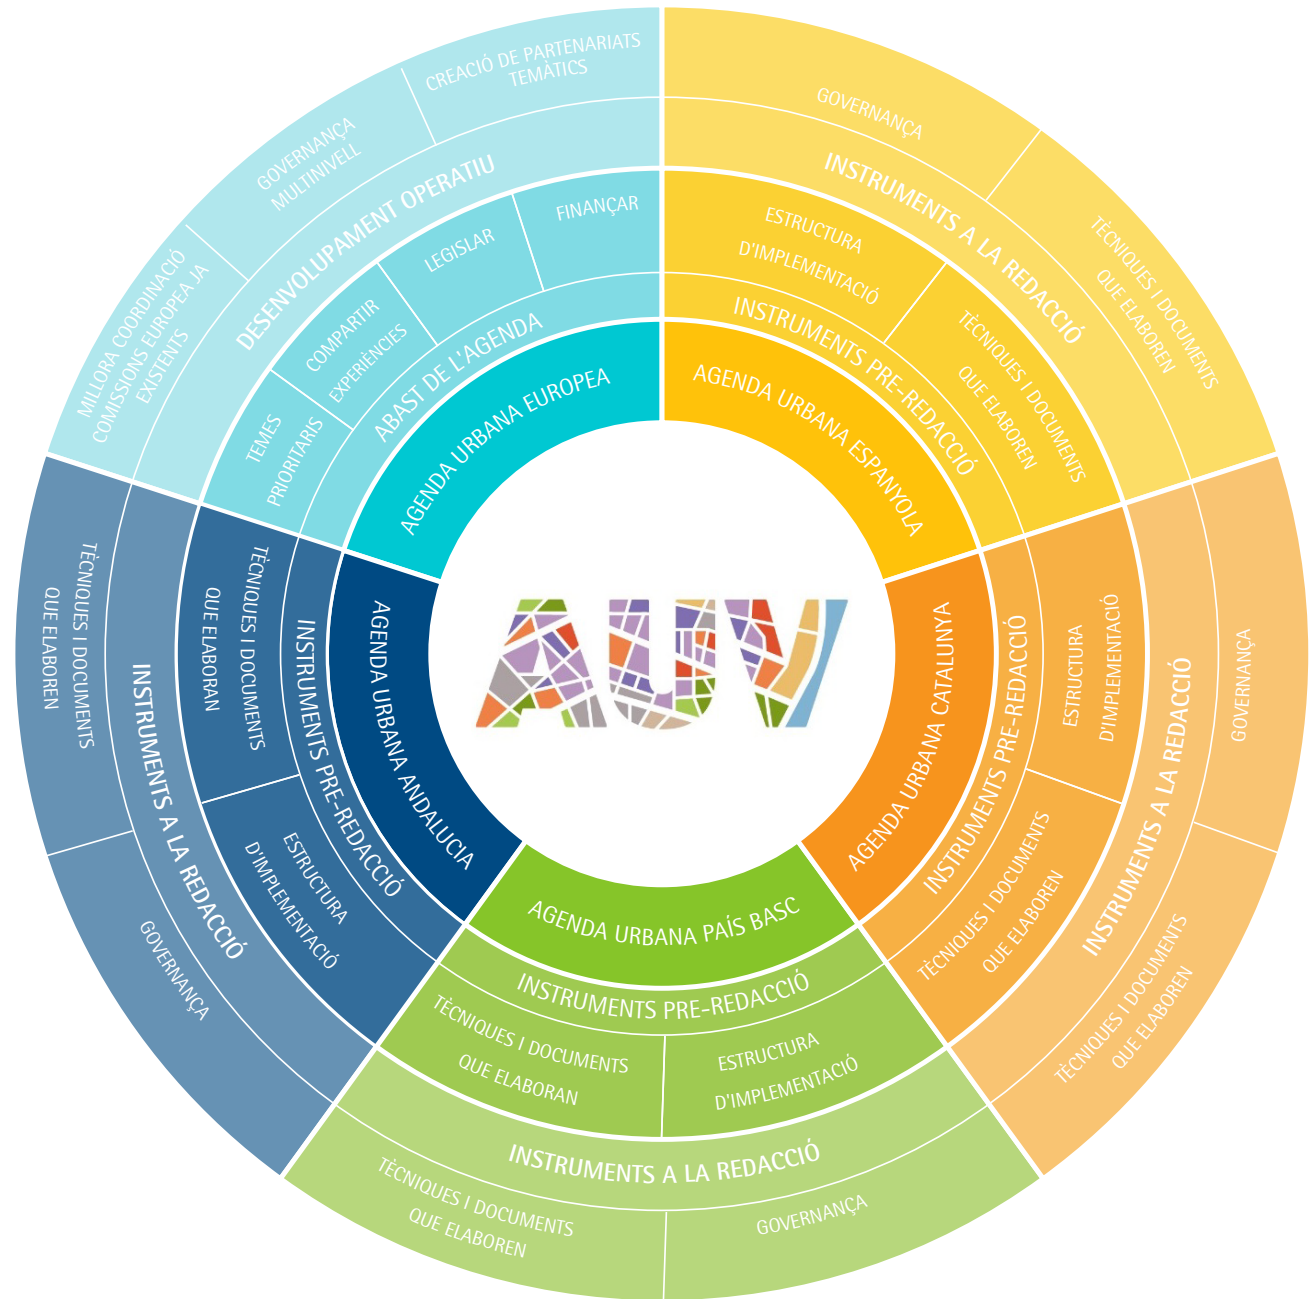 CREACIÓ DE PARTENARIATS
TEMÀTICS
GOVERNANÇA
MULTINIVELL
MILLORA COORDINACIÓ
COMISSIONS EUROPEA JA
EXISTENTS
DESENVOLUPAMENT OPERATIU
FINANÇAR
LEGISLAR
COMPARTIR
EXPERIÈNCIES
TEMES
PRIORITARIS
ABAST DE L'AGENDA
AGENDA URBANA EUROPEA
GOVERNANÇA
TÈCNIQUES I DOCUMENTS
QUE ELABOREN
INSTRUMENTS A LA REDACCIÓ
ESTRUCTURA
D'IMPLEMENTACIÓ
TÈCNIQUES I DOCUMENTS
QUE ELABOREN
INSTRUMENTS PRE-REDACCIÓ
AGENDA URBANA ESPANYOLA
GOVERNANÇA
TÈCNIQUES I DOCUMENTS
QUE ELABOREN
INSTRUMENTS A LA REDACCIÓ
ESTRUCTURA
D'IMPLEMENTACIÓ
TÈCNIQUES I DOCUMENTS
QUE ELABOREN
INSTRUMENTS PRE-REDACCIÓ
AGENDA URBANA CATALUNYA
AUV
AGENDA URBANA PAÍS BASC
INSTRUMENTS PRE-REDACCIÓ
TÈCNIQUES I DOCUMENTS
QUE ELABORAN
ESTRUCTURA
D'IMPLEMENTACIÓ
INSTRUMENTS A LA REDACCIÓ
TÈCNIQUES I DOCUMENTS
QUE ELABOREN
GOVERNANÇA
AGENDA URBANA ANDALUCIA
INSTRUMENTS PRE-REDACCIÓ
TÈCNIQUES I DOCUMENTS
QUE ELABORAN
ESTRUCTURA
D'IMPLEMENTACIÓ
INSTRUMENTS A LA REDACCIÓ
TÈCNIQUES I DOCUMENTS
QUE ELABOREN
GOVERNANÇA